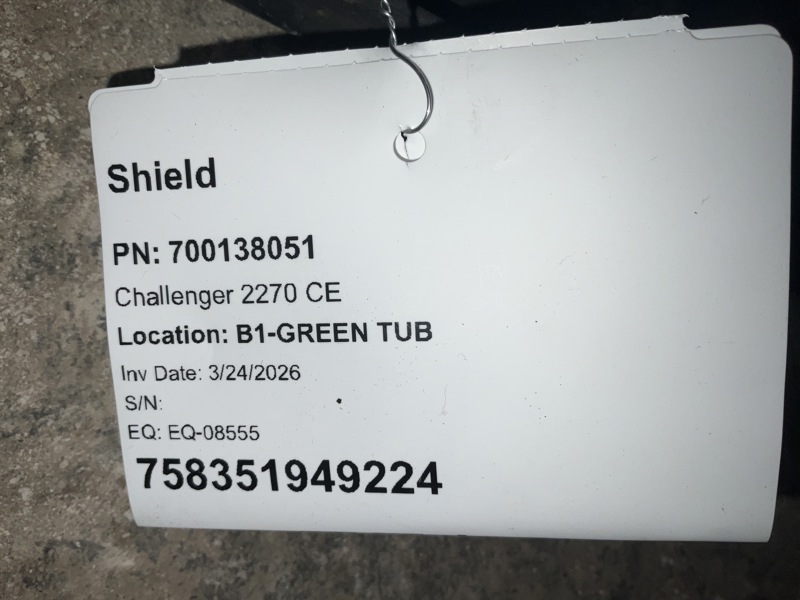 Shield
PN: 700138051
Challenger 2270 CE
Location: B1-GREEN TUB
Inv Date: 3/24/2026
S/N:
EQ: EQ-08555
758351949224